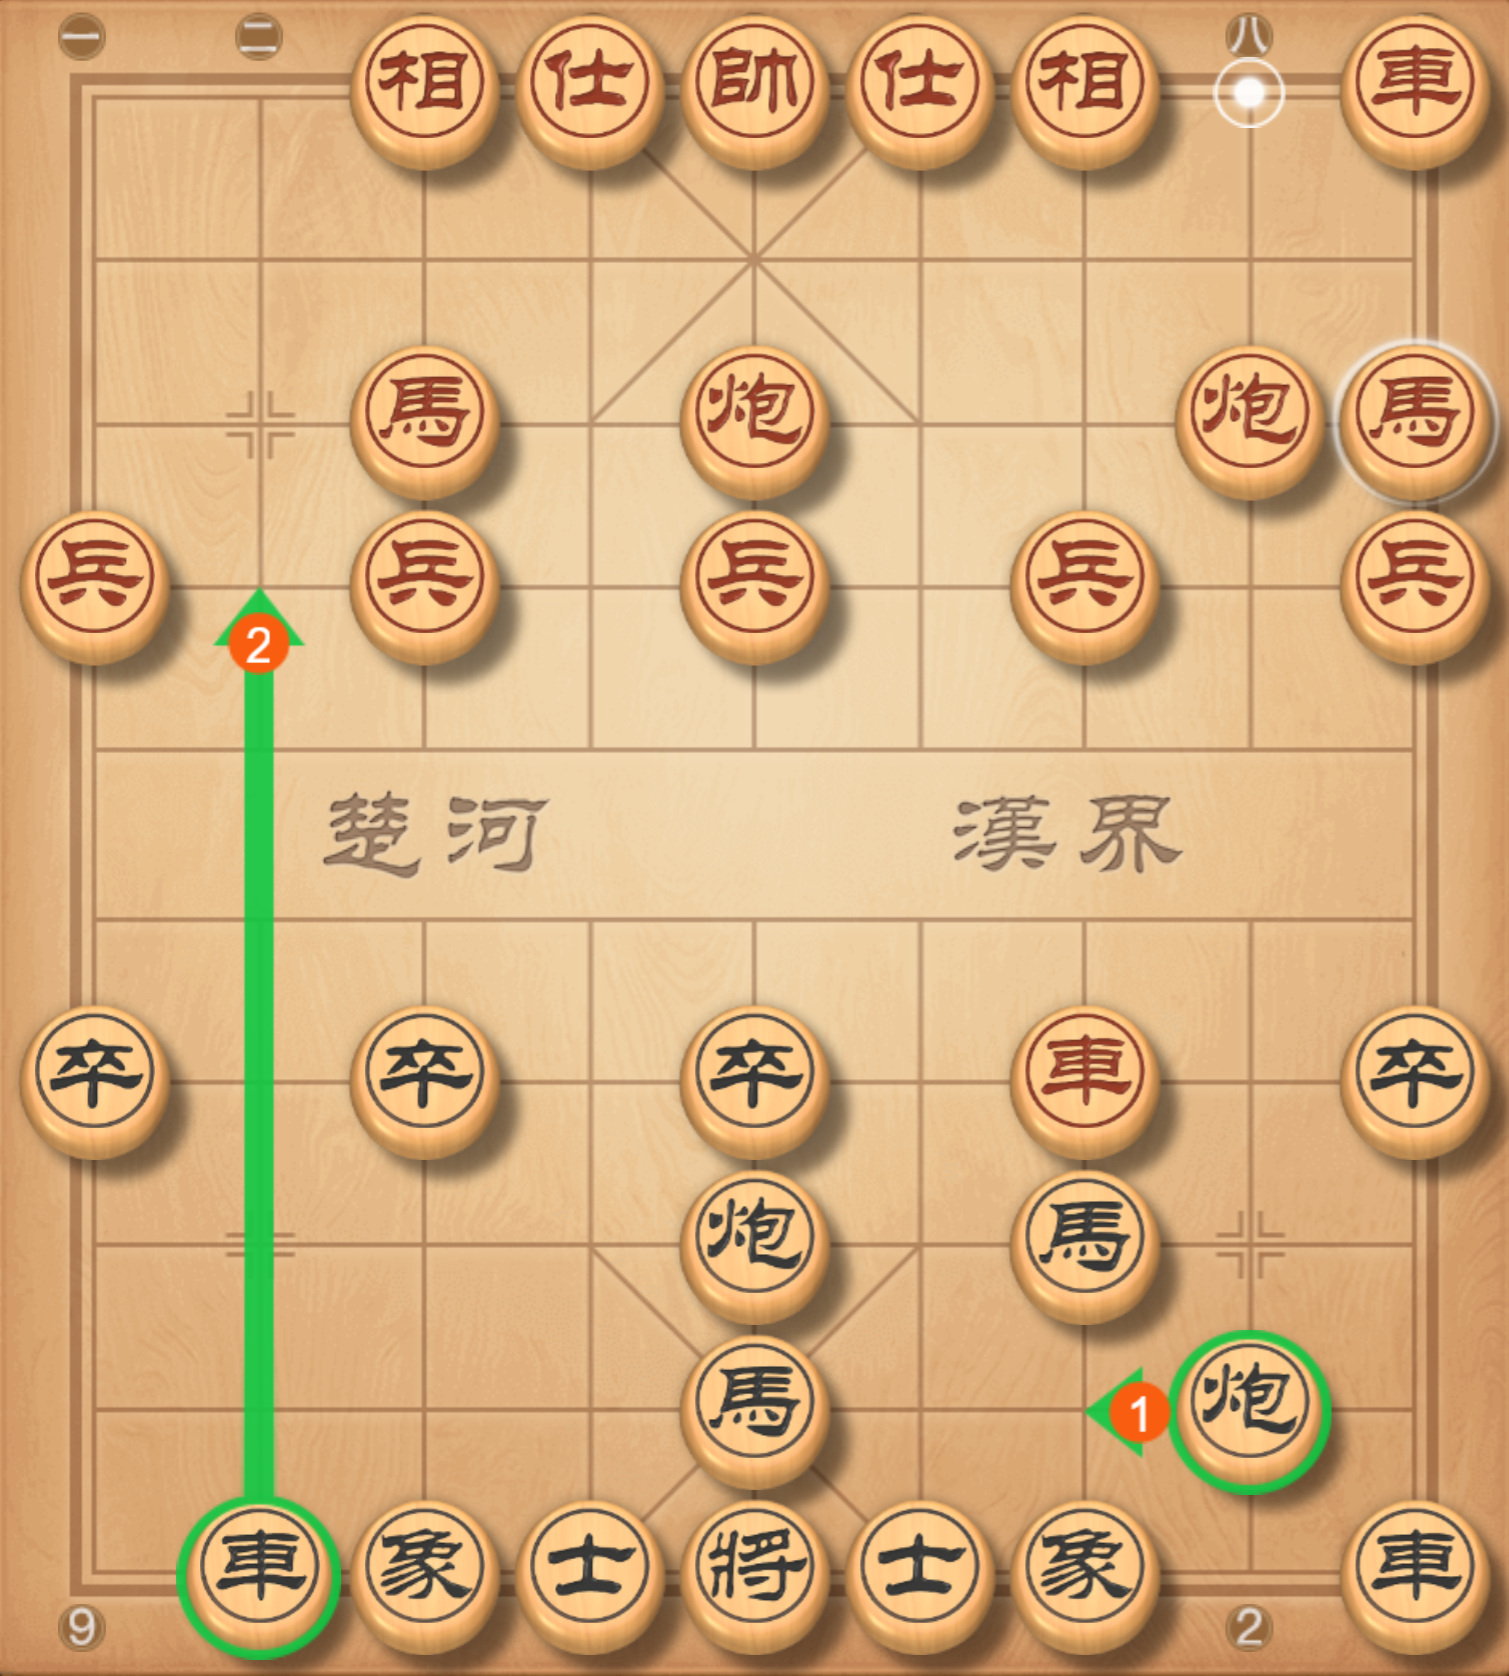 一 二 八
相 仕 帥 仕 相 車
馬 炮 炮 馬
兵 兵 兵 兵 兵
2
楚河 漢界
卒 卒 卒 車 卒
炮 馬
馬 1 炮
車 象 士 將 士 象 車
9 2